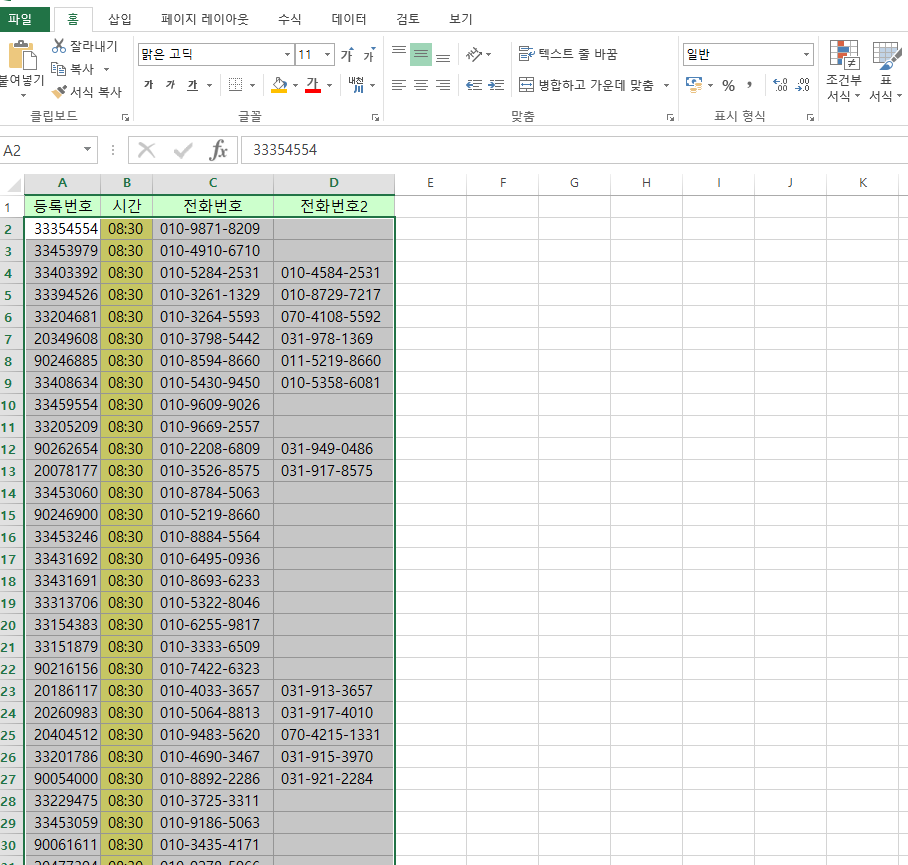 파일 홈 삽입 페이지 레이아웃 수식 데이터 검토 보기
잘라내기
복사
서식 복사
붙여넣기
클립보드
맑은 고딕 11 가 가
가 가 가 가 내천
글꼴
텍스트 줄 바꿈
병합하고 가운데 맞춤
맞춤
일반
% ,
표시 형식
조건부 서식
표 서식
A2 fx 33354554
A B C D E F G H I J K
1 등록번호 시간 전화번호 전화번호2
2 33354554 08:30 010-9871-8209
3 33453979 08:30 010-4910-6710
4 33403392 08:30 010-5284-2531 010-4584-2531
5 33394526 08:30 010-3261-1329 010-8729-7217
6 33204681 08:30 010-3264-5593 070-4108-5592
7 20349608 08:30 010-3798-5442 031-978-1369
8 90246885 08:30 010-8594-8660 011-5219-8660
9 33408634 08:30 010-5430-9450 010-5358-6081
10 33459554 08:30 010-9609-9026
11 33205209 08:30 010-9669-2557
12 90262654 08:30 010-2208-6809 031-949-0486
13 20078177 08:30 010-3526-8575 031-917-8575
14 33453060 08:30 010-8784-5063
15 90246900 08:30 010-5219-8660
16 33453246 08:30 010-8884-5564
17 33431692 08:30 010-6495-0936
18 33431691 08:30 010-8693-6233
19 33313706 08:30 010-5322-8046
20 33154383 08:30 010-6255-9817
21 33151879 08:30 010-3333-6509
22 90216156 08:30 010-7422-6323
23 20186117 08:30 010-4033-3657 031-913-3657
24 20260983 08:30 010-5064-8813 031-917-4010
25 20404512 08:30 010-9483-5620 070-4215-1331
26 33201786 08:30 010-4690-3467 031-915-3970
27 90054000 08:30 010-8892-2286 031-921-2284
28 33229475 08:30 010-3725-3311
29 33453059 08:30 010-9186-5063
30 90061611 08:30 010-3435-4171